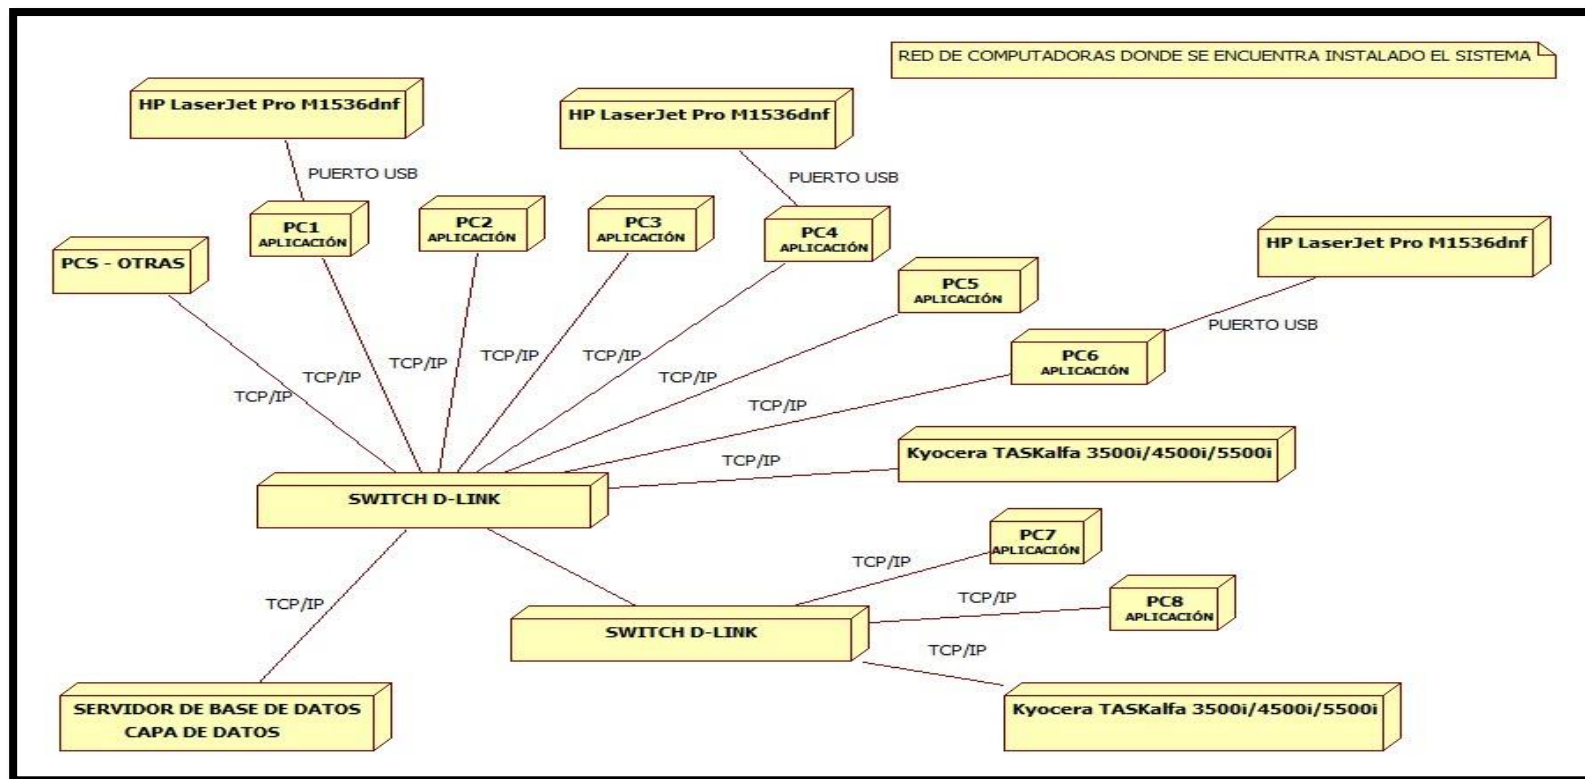 RED DE COMPUTADORAS DONDE SE ENCUENTRA INSTALADO EL SISTEMA
HP LaserJet Pro M1536dnf
HP LaserJet Pro M1536dnf
PUERTO USB
PUERTO USB
PC1
APLICACIÓN
PC2
APLICACIÓN
PC3
APLICACIÓN
PC4
APLICACIÓN
HP LaserJet Pro M1536dnf
PCS - OTRAS
PC5
APLICACIÓN
PUERTO USB
PC6
APLICACIÓN
TCP/IP
TCP/IP
TCP/IP
TCP/IP
TCP/IP
TCP/IP
TCP/IP
TCP/IP
Kyocera TASKalfa 3500i/4500i/5500i
SWITCH D-LINK
PC7
APLICACIÓN
TCP/IP
TCP/IP
TCP/IP
PC8
APLICACIÓN
SWITCH D-LINK
TCP/IP
SERVIDOR DE BASE DE DATOS
CAPA DE DATOS
Kyocera TASKalfa 3500i/4500i/5500i